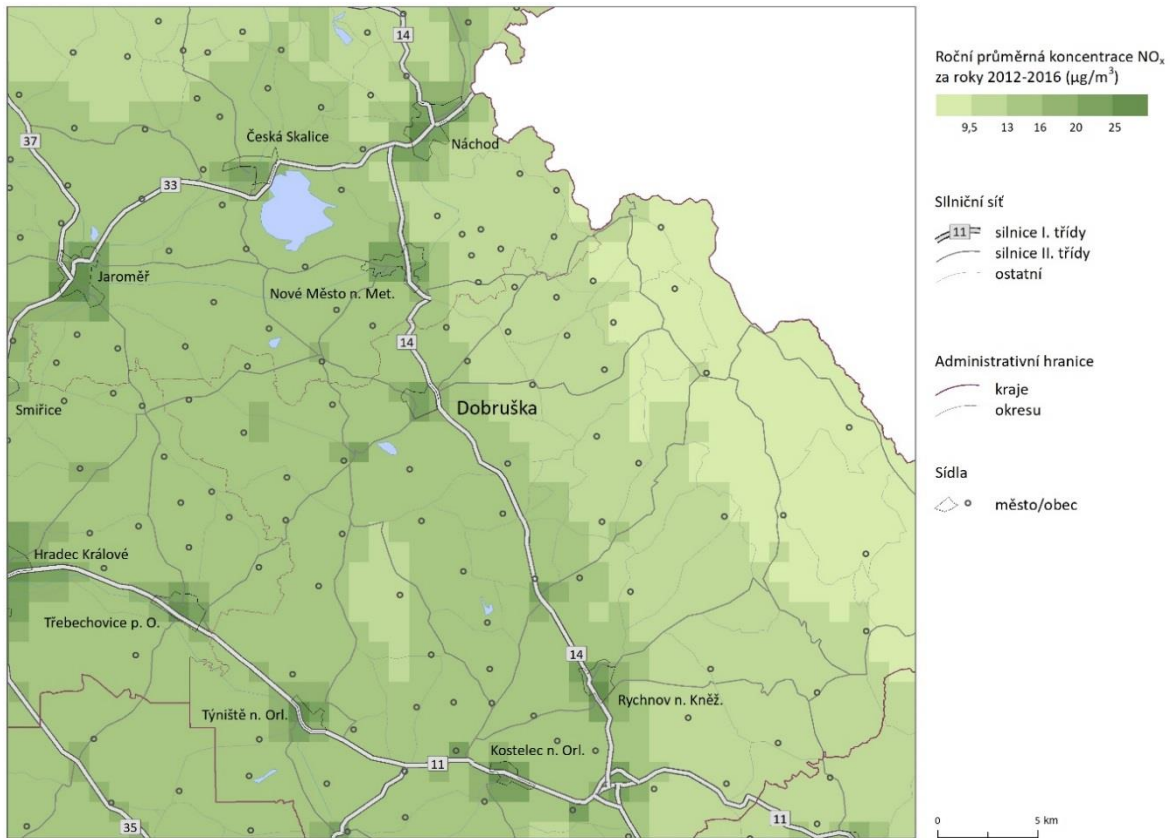 14
37
Česká Skalice
Náchod
33
Jaroměř
Nové Město n. Met.
14
Smiřice
Dobruška
Hradec Králové
Třebechovice p. O.
14
Rychnov n. Kněž.
Týniště n. Orl.
Kostelec n. Orl.
11
35
11
Roční průměrná koncentrace NOₓ
za roky 2012-2016 (µg/m³)
9,5 13 16 20 25
Silniční síť
11 silnice I. třídy
silnice II. třídy
ostatní
Administrativní hranice
kraje
okresu
Sídla
město/obec
0 5 km